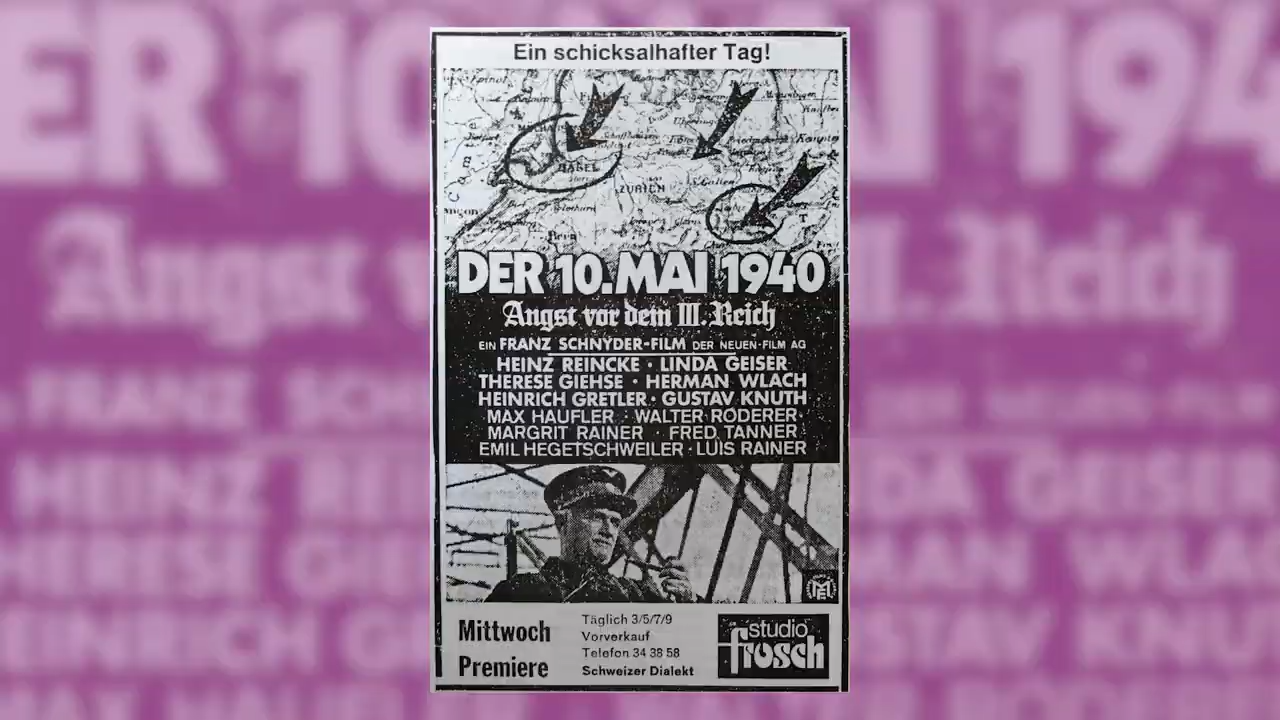 Ein schicksalhafter Tag!
BASEL
ZÜRICH
DER 10. MAI 1940
Angst vor dem III. Reich
EIN FRANZ SCHNYDER-FILM DER NEUEN-FILM AG
HEINZ REINCKE · LINDA GEISER
THERESE GIEHSE · HERMAN WLACH
HEINRICH GRETLER · GUSTAV KNUTH
MAX HAUFLER · WALTER RODERER
MARGRIT RAINER · FRED TANNER
EMIL HEGETSCHWEILER · LUIS RAINER
Mittwoch
Premiere
Täglich 3/5/7/9
Vorverkauf
Telefon 34 38 58
Schweizer Dialekt
studio
frosch